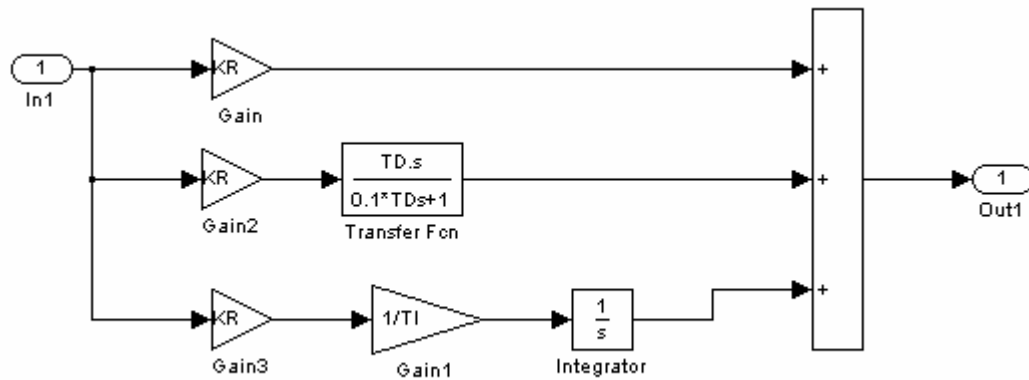 1
In1
KR
Gain
+
KR
Gain2
TD.s
0.1*TDs+1
Transfer Fcn
+
1
Out1
KR
Gain3
1/TI
Gain1
1
s
Integrator
+